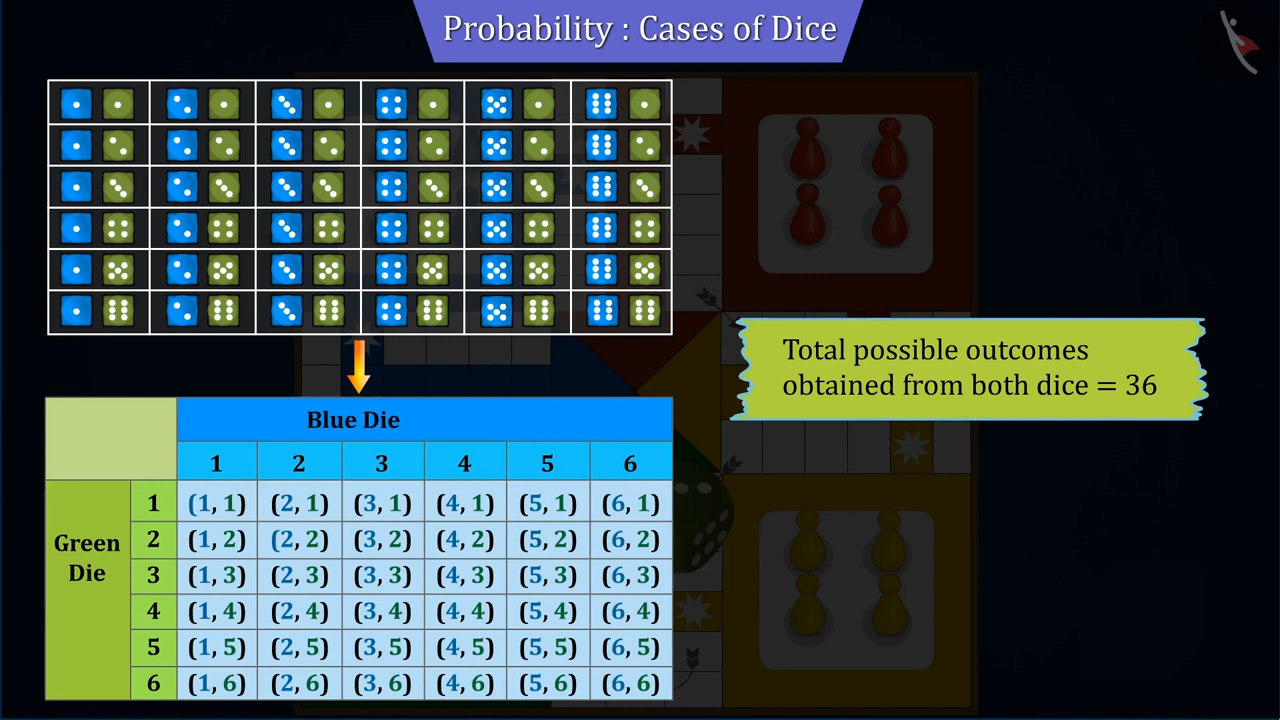 Probability : Cases of Dice
Total possible outcomes
obtained from both dice = 36
Blue Die
1 2 3 4 5 6
Green
Die
1 (1, 1) (2, 1) (3, 1) (4, 1) (5, 1) (6, 1)
2 (1, 2) (2, 2) (3, 2) (4, 2) (5, 2) (6, 2)
3 (1, 3) (2, 3) (3, 3) (4, 3) (5, 3) (6, 3)
4 (1, 4) (2, 4) (3, 4) (4, 4) (5, 4) (6, 4)
5 (1, 5) (2, 5) (3, 5) (4, 5) (5, 5) (6, 5)
6 (1, 6) (2, 6) (3, 6) (4, 6) (5, 6) (6, 6)